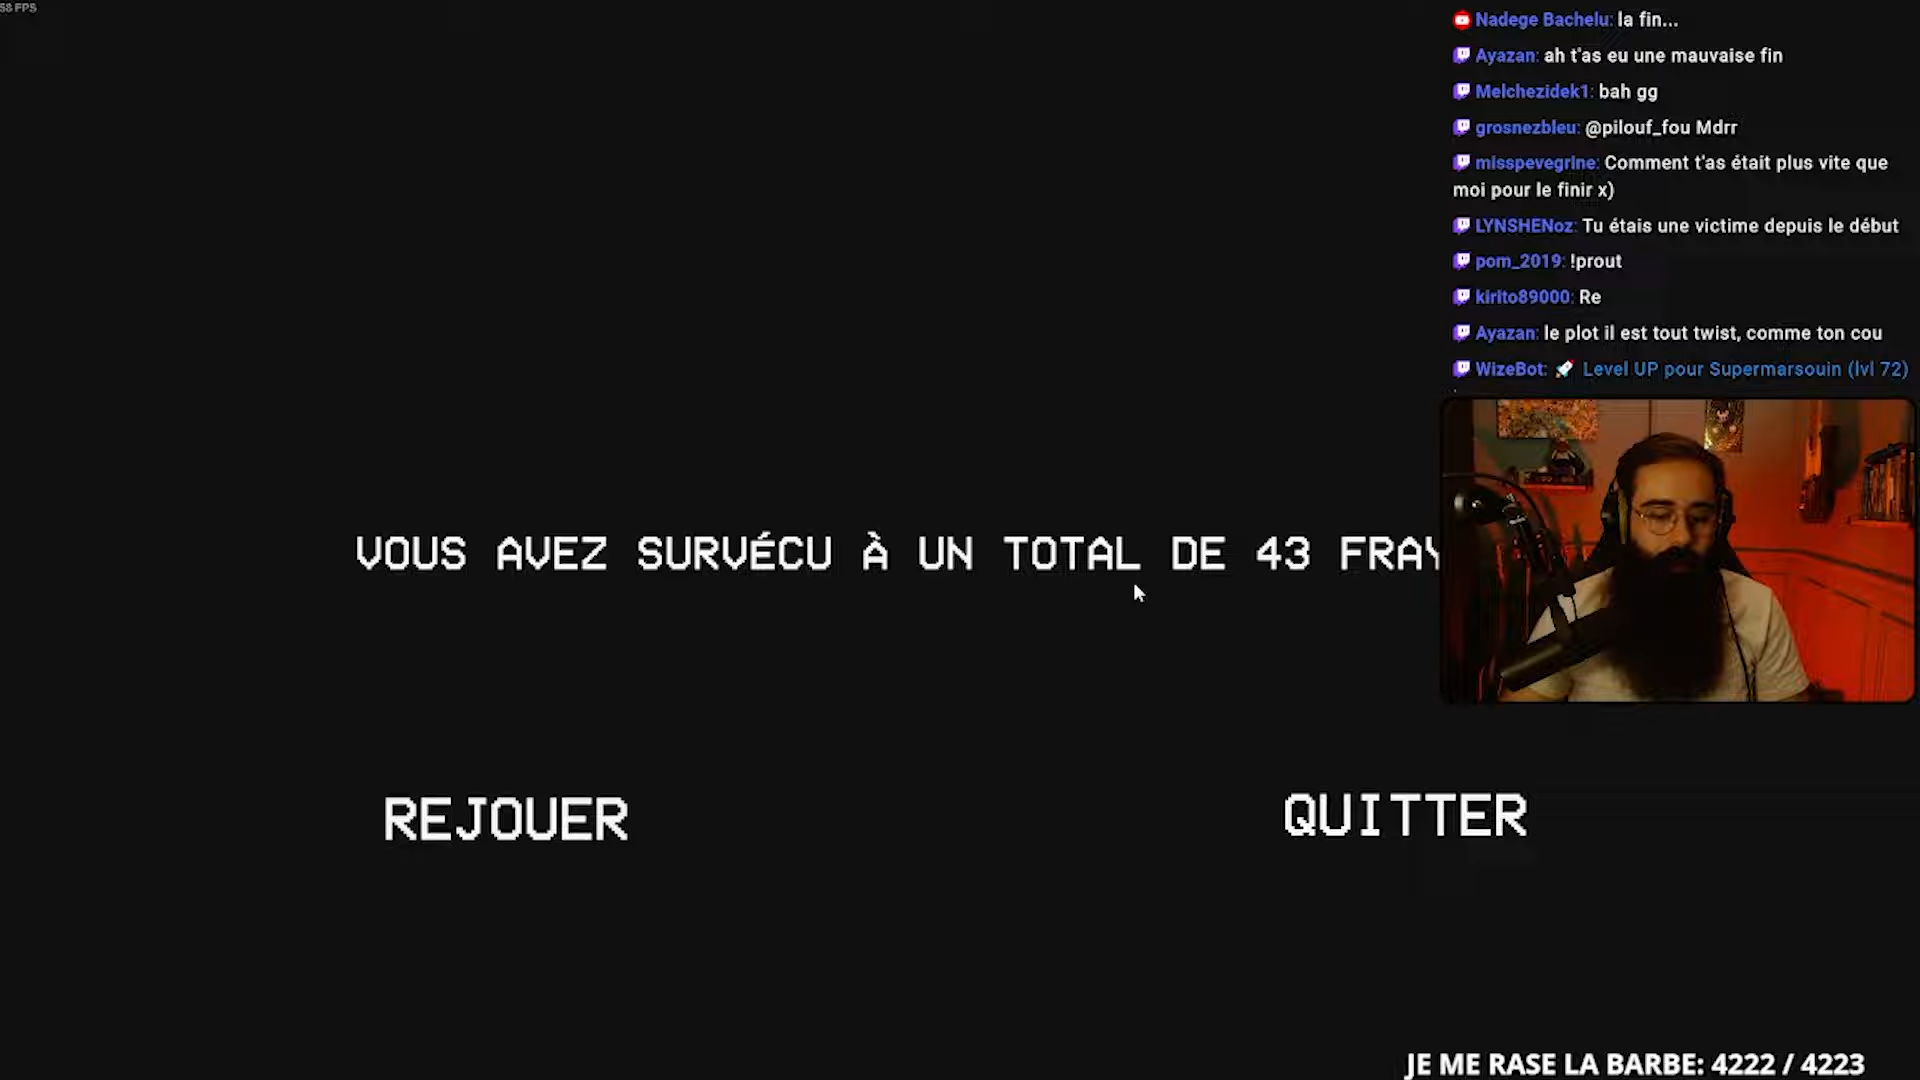 58 FPS
Nadege Bachelu: la fin...
Ayazan: ah t'as eu une mauvaise fin
Melchezidek1: bah gg
grosnezbleu: @pilouf_fou Mdrr
misspevegrine: Comment t'as était plus vite que
moi pour le finir x)
LYNSHENoz: Tu étais une victime depuis le début
pom_2019: !prout
kirito89000: Re
Ayazan: le plot il est tout twist, comme ton cou
WizeBot: 🚀 Level UP pour Supermarsouin (lvl 72)
VOUS AVEZ SURVÉCU À UN TOTAL DE 43 FRAY
REJOUER
QUITTER
JE ME RASE LA BARBE: 4222 / 4223